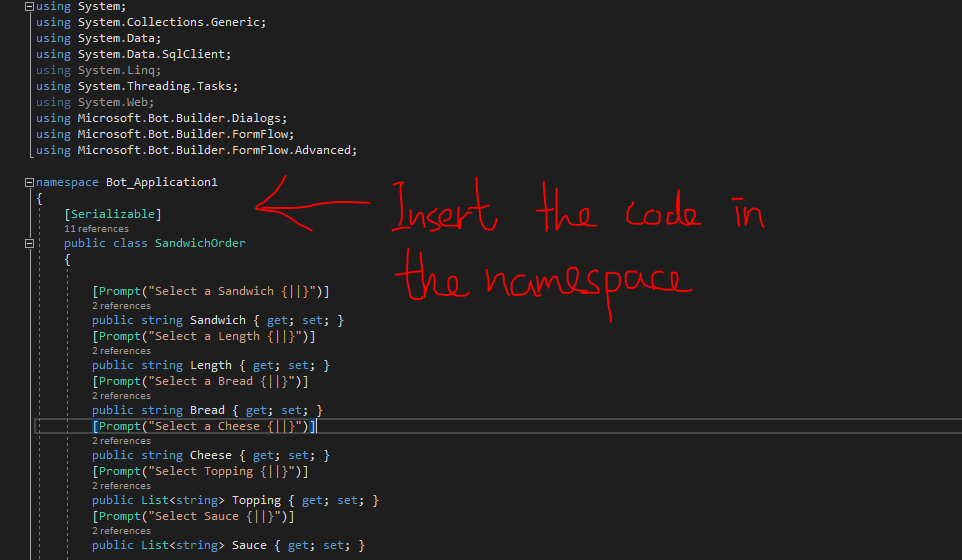 using System;
using System.Collections.Generic;
using System.Data;
using System.Data.SqlClient;
using System.Linq;
using System.Threading.Tasks;
using System.Web;
using Microsoft.Bot.Builder.Dialogs;
using Microsoft.Bot.Builder.FormFlow;
using Microsoft.Bot.Builder.FormFlow.Advanced;
namespace Bot_Application1
{
Insert the code in
the namespace
[Serializable]
11 references
public class SandwichOrder
{
[Prompt("Select a Sandwich {||}")]
2 references
public string Sandwich { get; set; }
[Prompt("Select a Length {||}")]
2 references
public string Length { get; set; }
[Prompt("Select a Bread {||}")]
2 references
public string Bread { get; set; }
[Prompt("Select a Cheese {||}")]
2 references
public string Cheese { get; set; }
[Prompt("Select Topping {||}")]
2 references
public List<string> Topping { get; set; }
[Prompt("Select Sauce {||}")]
2 references
public List<string> Sauce { get; set; }